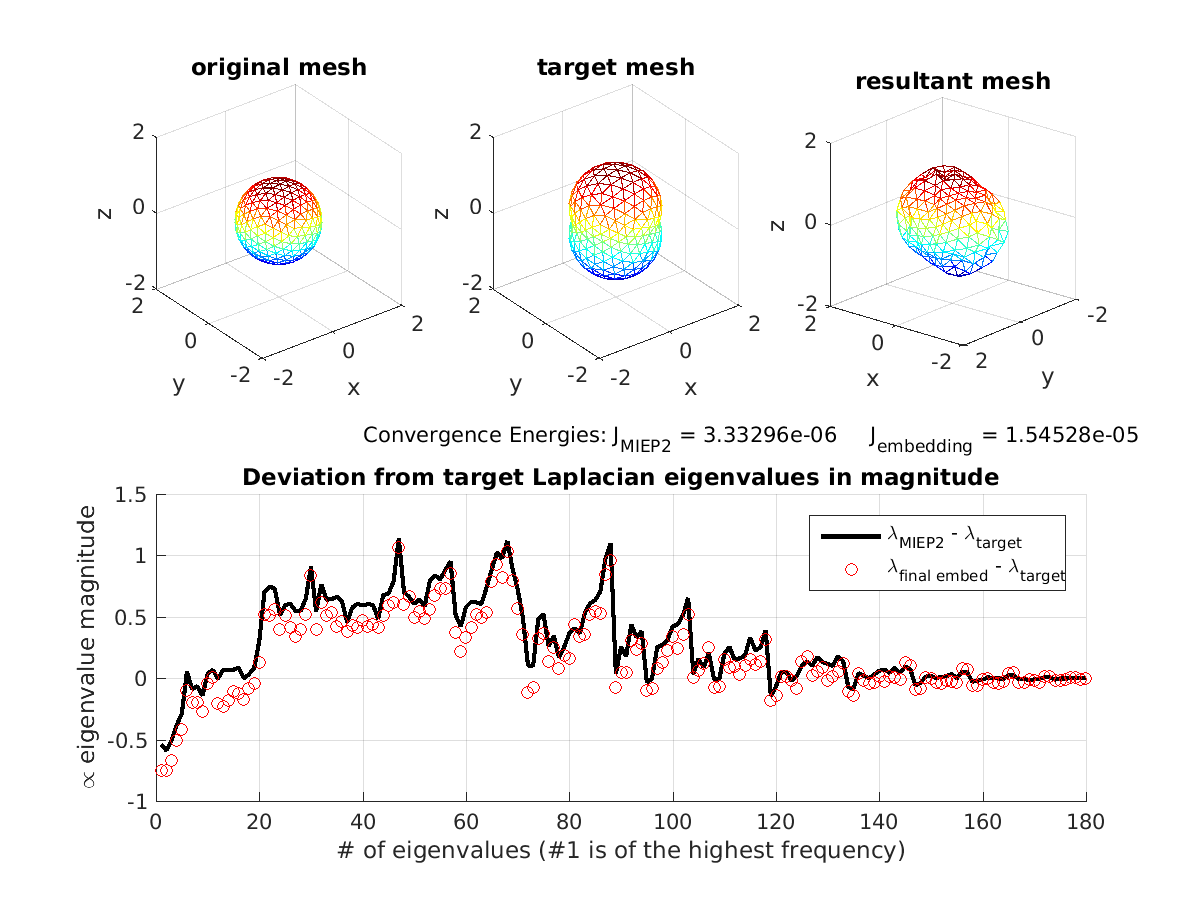 original mesh
target mesh
resultant mesh
2
0
-2
z
2
0
-2
y
-2
0
2
x
2
0
-2
z
2
0
-2
y
-2
0
2
x
2
0
-2
z
2
0
-2
x
2
0
-2
y
Convergence Energies: J_MIEP2 = 3.33296e-06 J_embedding = 1.54528e-05
Deviation from target Laplacian eigenvalues in magnitude
1.5
1
0.5
0
-0.5
-1
∝ eigenvalue magnitude
λ_MIEP2 - λ_target
λ_final embed - λ_target
0 20 40 60 80 100 120 140 160 180
# of eigenvalues (#1 is of the highest frequency)